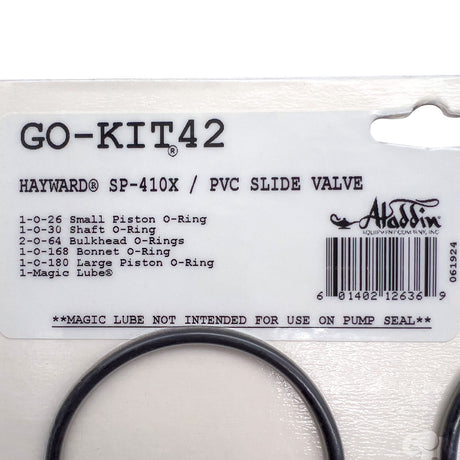 GO-KIT®42
HAYWARD® SP-410X / PVC SLIDE VALVE
1-O-26 Small Piston O-Ring
1-O-30 Shaft O-Ring
2-O-64 Bulkhead O-Rings
1-O-168 Bonnet O-Ring
1-O-180 Large Piston O-Ring
1-Magic Lube®
Aladdin
EQUIPMENT COMPANY, INC.
6 01402 12636 9
061924
**MAGIC LUBE NOT INTENDED FOR USE ON PUMP SEAL**